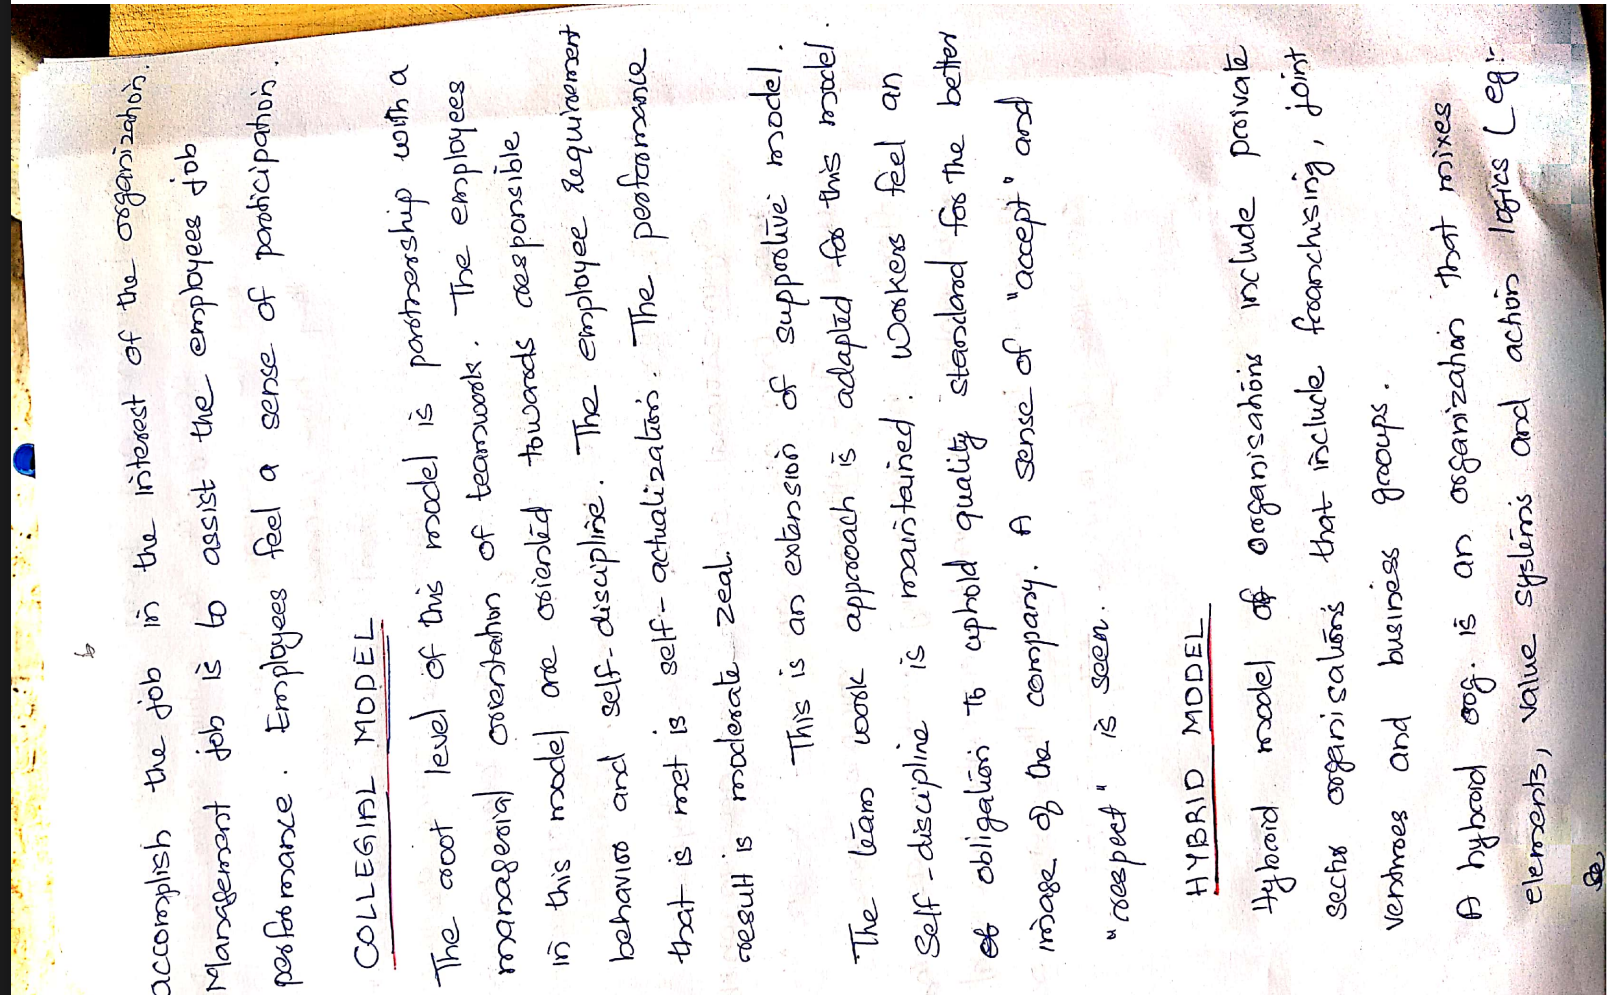 accomplish the job in the interest of the organization.
Management job is to assist the employees job
performance. Employees feel a sense of participation.
COLLEGIAL MODEL
The root level of this model is partnership with a
managerial orientation of teamwork. The employees
in this model are oriented towards responsible
behavior and self-discipline. The employee requirement
that is met is self-actualization. The performance
result is moderate zeal.
This is an extension of supportive model.
The team work approach is adapted for this model.
Self-discipline is maintained. Workers feel an
of obligation to uphold quality standard for the better
image of the company. A sense of "accept" and
"respect" is seen.
HYBRID MODEL
Hybrid model of organisations include private
sector organisations that include franchising, joint
ventures and business groups.
A hybrid org. is an organization that mixes
elements, value systems and action logics (eg:-